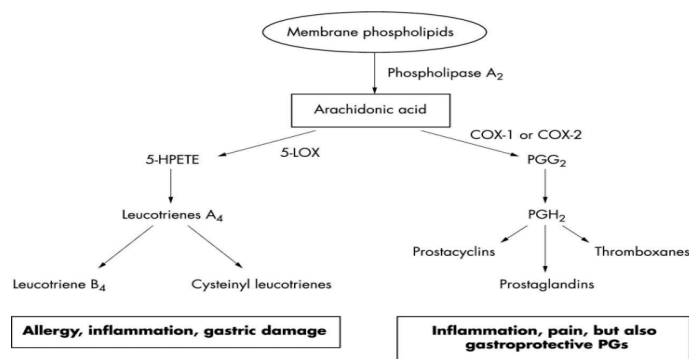 Membrane phospholipids
Phospholipase A₂
Arachidonic acid
5-LOX
COX-1 or COX-2
5-HPETE
PGG₂
Leucotrienes A₄
PGH₂
Prostacyclins
Thromboxanes
Leucotriene B₄
Cysteinyl leucotrienes
Prostaglandins
Allergy, inflammation, gastric damage
Inflammation, pain, but also
gastroprotective PGs